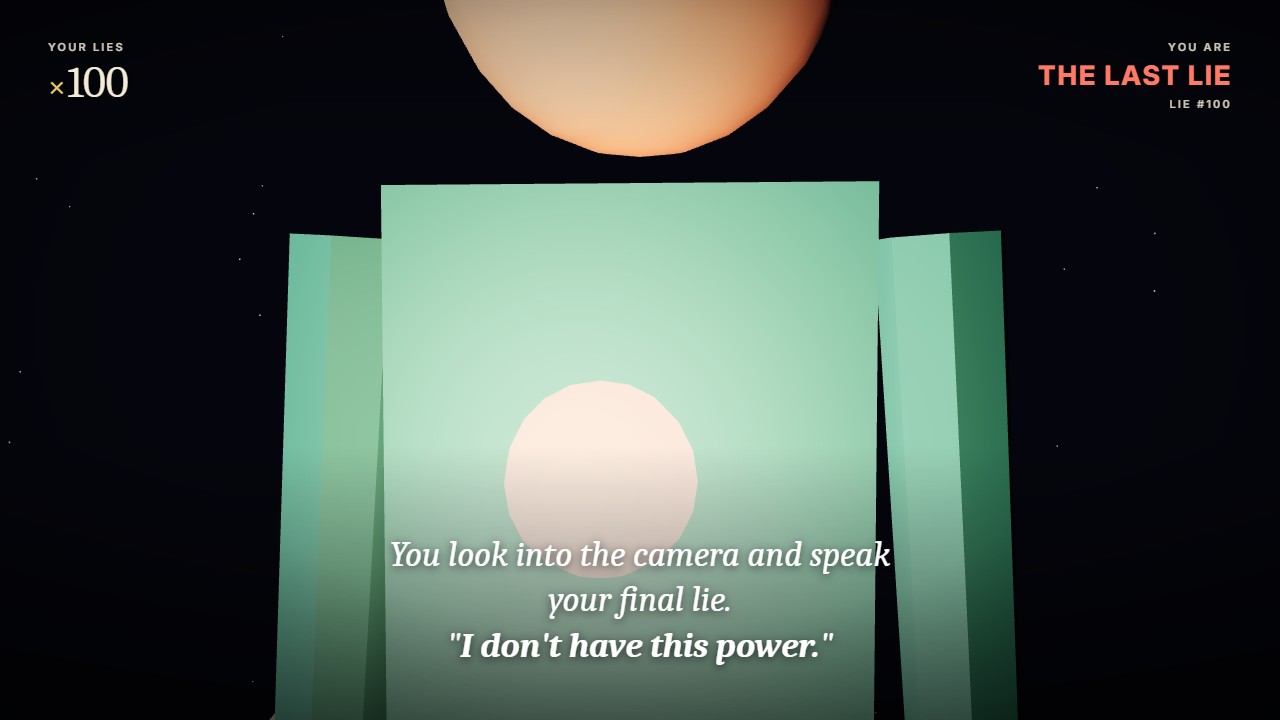 YOUR LIES
×100
YOU ARE
THE LAST LIE
LIE #100
You look into the camera and speak
your final lie.
"I don't have this power."